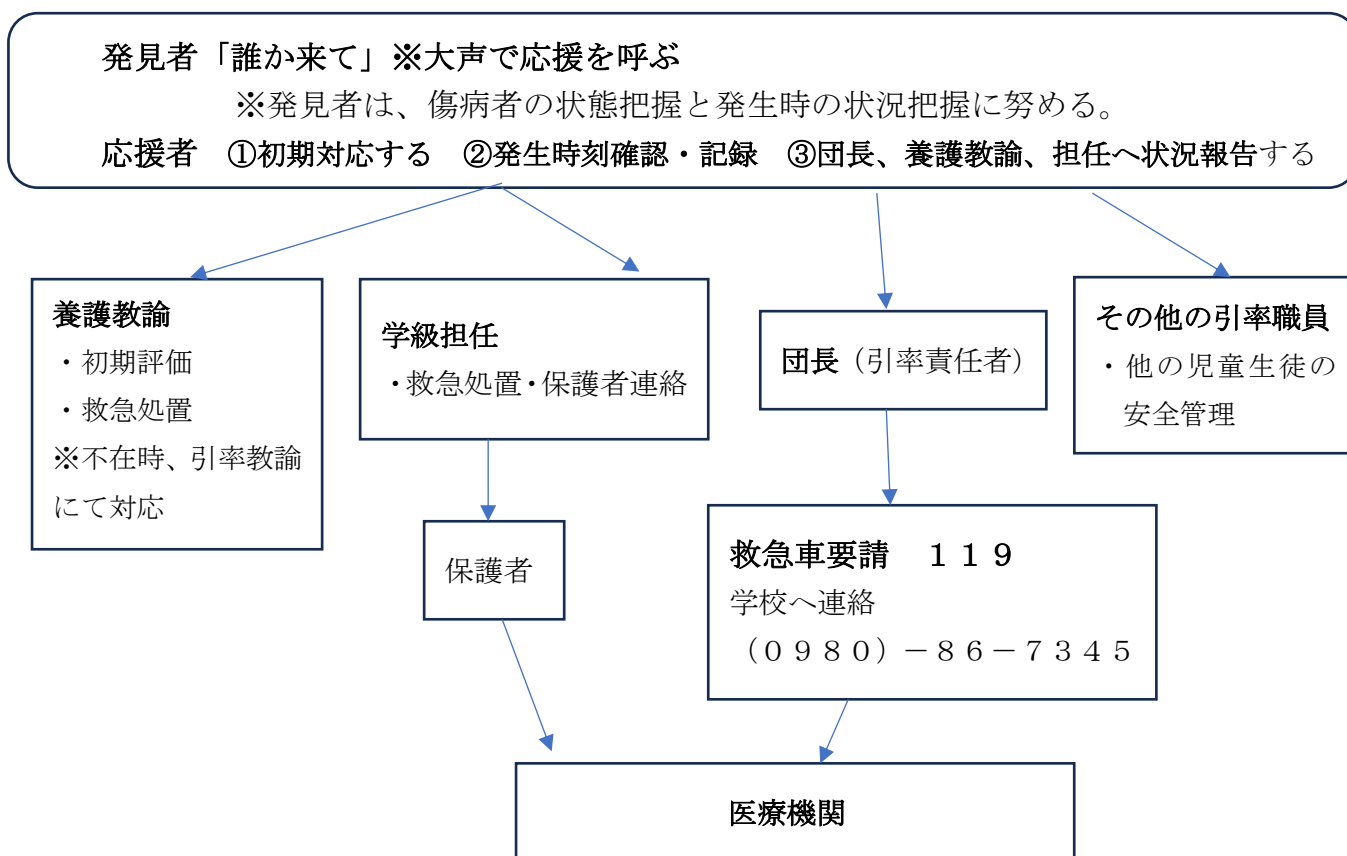 発見者「誰か来て」※大声で応援を呼ぶ
※発見者は、傷病者の状態把握と発生時の状況把握に努める。
応援者　①初期対応する　②発生時刻確認・記録　③団長、養護教諭、担任へ状況報告する
養護教諭
・初期評価
・救急処置
※不在時、引率教諭
にて対応
学級担任
・救急処置・保護者連絡
団長（引率責任者）
その他の引率職員
・他の児童生徒の
安全管理
保護者
救急車要請　１１９
学校へ連絡
（０９８０）－８６－７３４５
医療機関